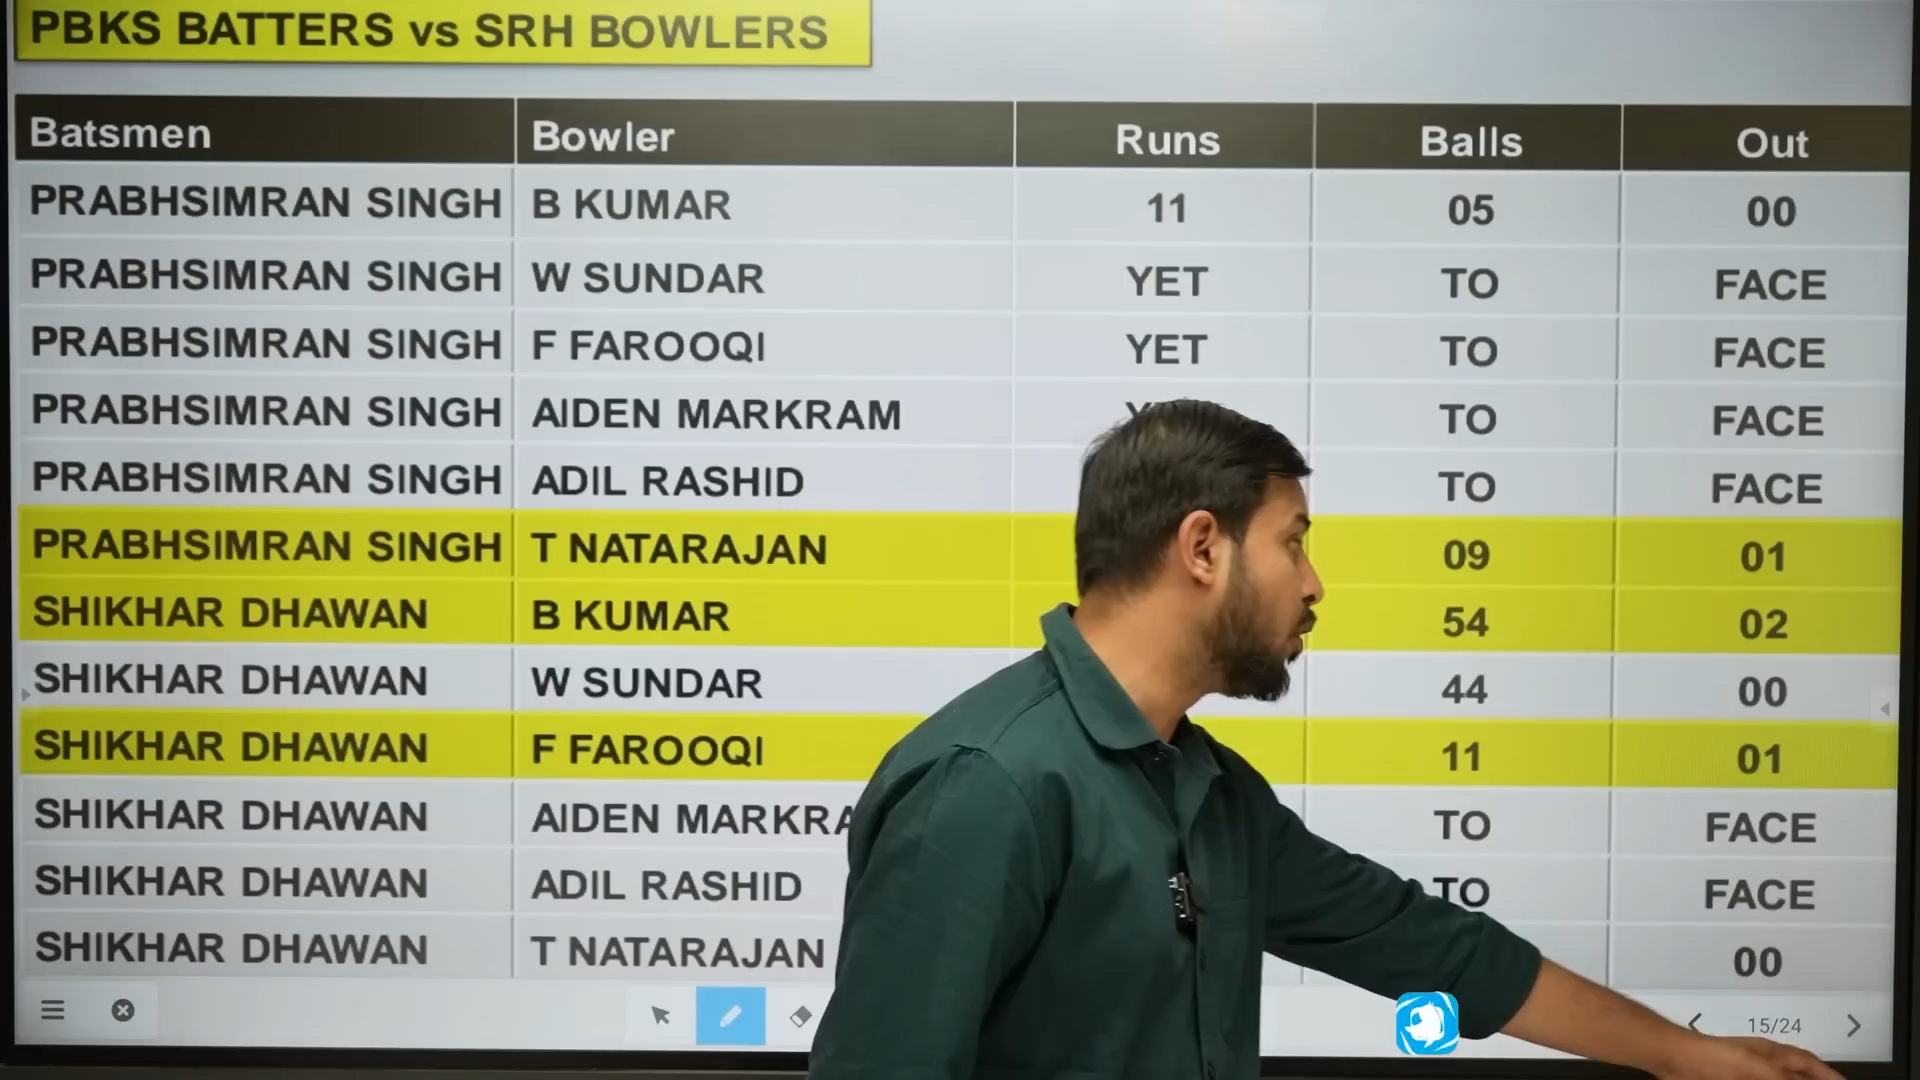 PBKS BATTERS vs SRH BOWLERS
Batsmen Bowler Runs Balls Out
PRABHSIMRAN SINGH B KUMAR 11 05 00
PRABHSIMRAN SINGH W SUNDAR YET TO FACE
PRABHSIMRAN SINGH F FAROOQI YET TO FACE
PRABHSIMRAN SINGH AIDEN MARKRAM TO FACE
PRABHSIMRAN SINGH ADIL RASHID TO FACE
PRABHSIMRAN SINGH T NATARAJAN 09 01
SHIKHAR DHAWAN B KUMAR 54 02
SHIKHAR DHAWAN W SUNDAR 44 00
SHIKHAR DHAWAN F FAROOQI 11 01
SHIKHAR DHAWAN AIDEN TO FACE
SHIKHAR DHAWAN ADIL RASHID TO FACE
SHIKHAR DHAWAN T NATARAJAN 00
15/24